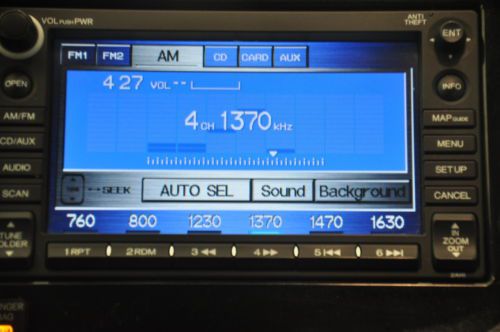 VOL PUSH PWR
ANTI THEFT
ENT
FM1 FM2 AM CD CARD AUX
4:27 VOL --
OPEN
INFO
4CH 1370kHz
AM/FM
MAP GUIDE
CD/AUX
MENU
AUDIO
SETUP
SCAN
SEEK AUTO SEL Sound Background
CANCEL
760 800 1230 1370 1470 1630
TUNE
FOLDER
1 RPT 2 RDM 3 ◀◀ 4 ▶▶ 5 |◀◀ 6 ▶▶|
IN
ZOOM
OUT